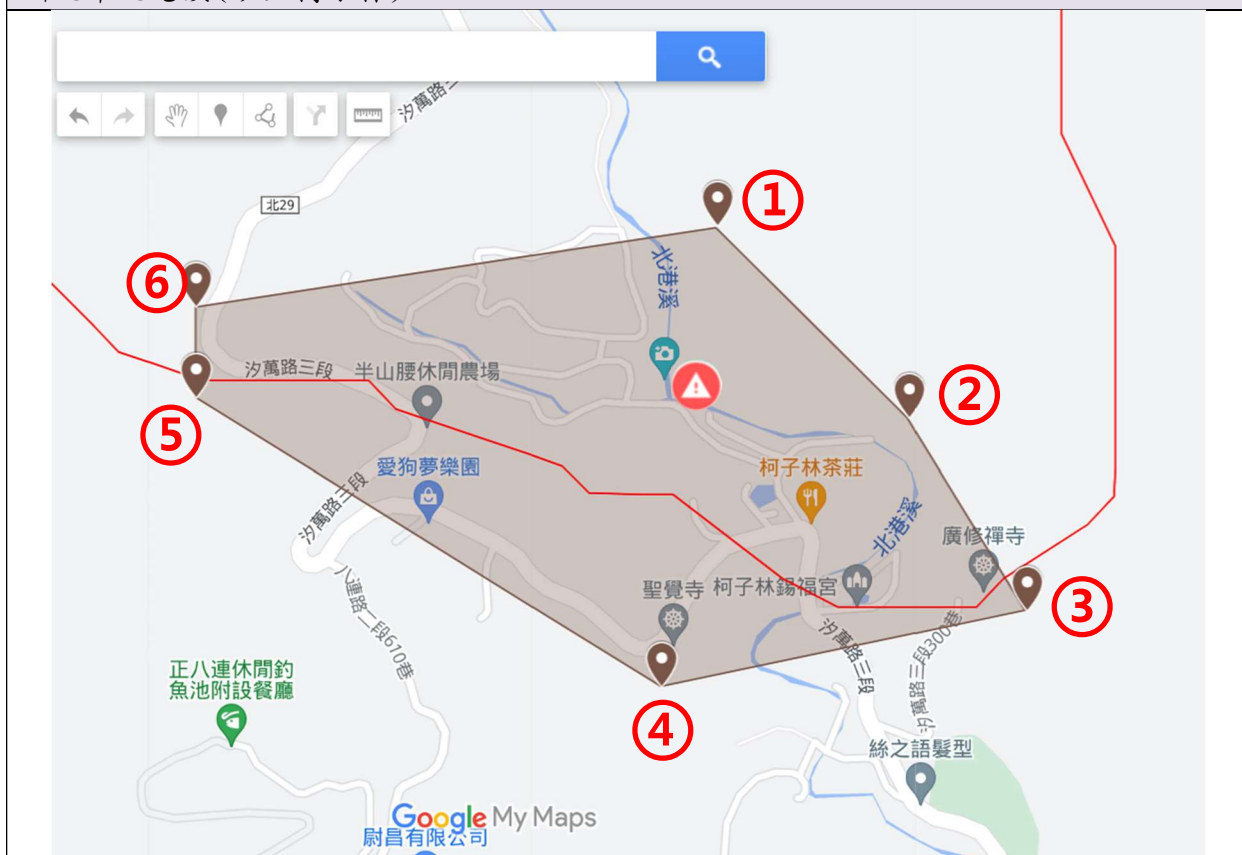 汐萬路三
北29
①
北港溪
⑥
汐萬路三段
半山腰休閒農場
②
⑤
愛狗夢樂園
柯子林茶莊
汐萬路三段
北港溪
廣修禪寺
聖覺寺
柯子林錫福宮
③
八連路二段610巷
汐萬路三段
汐萬路三段300巷
正八連休閒釣
魚池附設餐廳
④
絲之語髮型
Google My Maps
尉昌有限公司